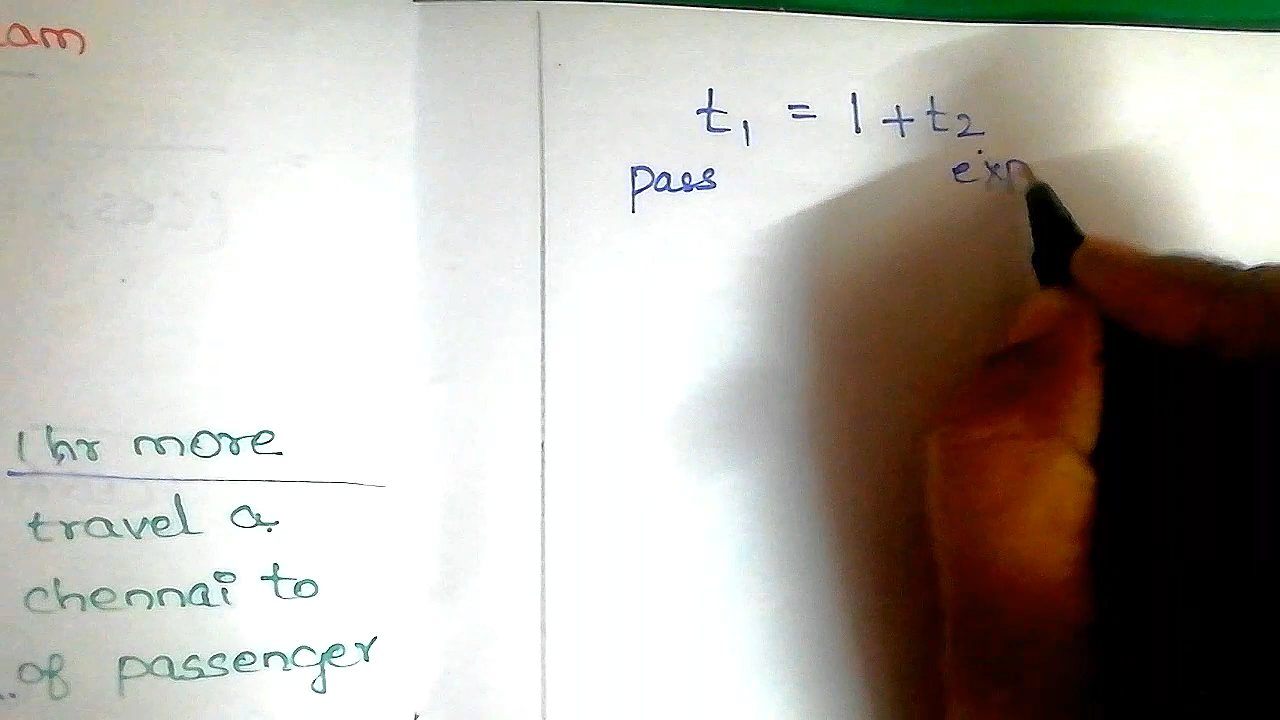 am
1 hr more
travel a
chennai to
of passenger
t₁ = 1 + t₂
pass exp